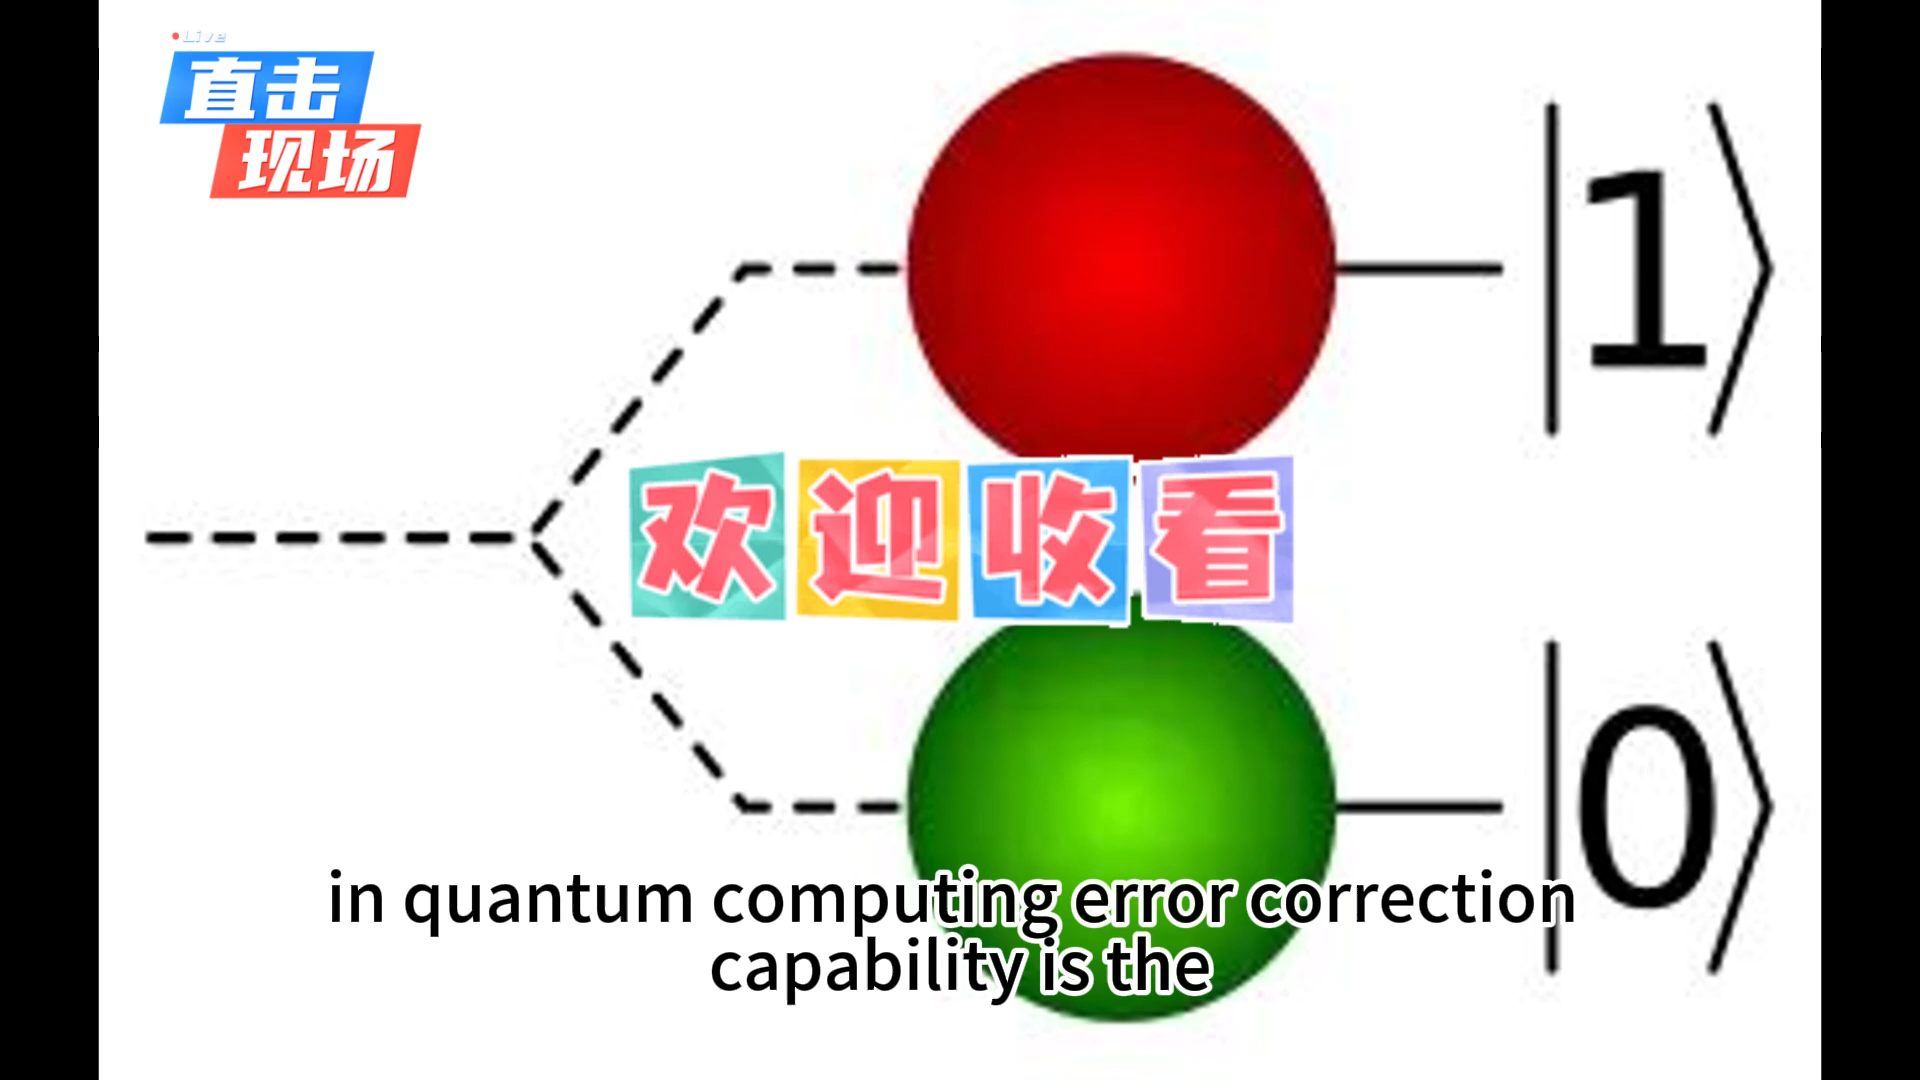 Live
直击
现场
|1⟩
欢迎收看
|0⟩
in quantum computing error correction
capability is the